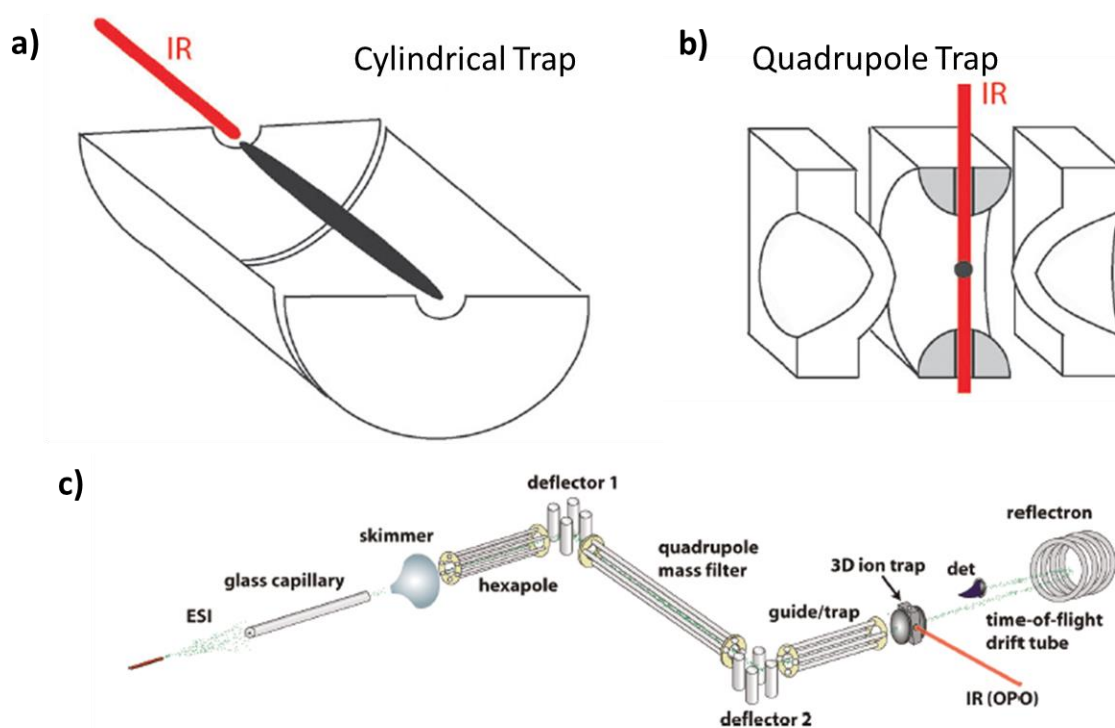 a)
IR
Cylindrical Trap
b)
Quadrupole Trap
IR
c)
deflector 1
skimmer
glass capillary
ESI
hexapole
quadrupole
mass filter
3D ion trap
det
reflectron
guide/trap
time-of-flight
drift tube
IR (OPO)
deflector 2